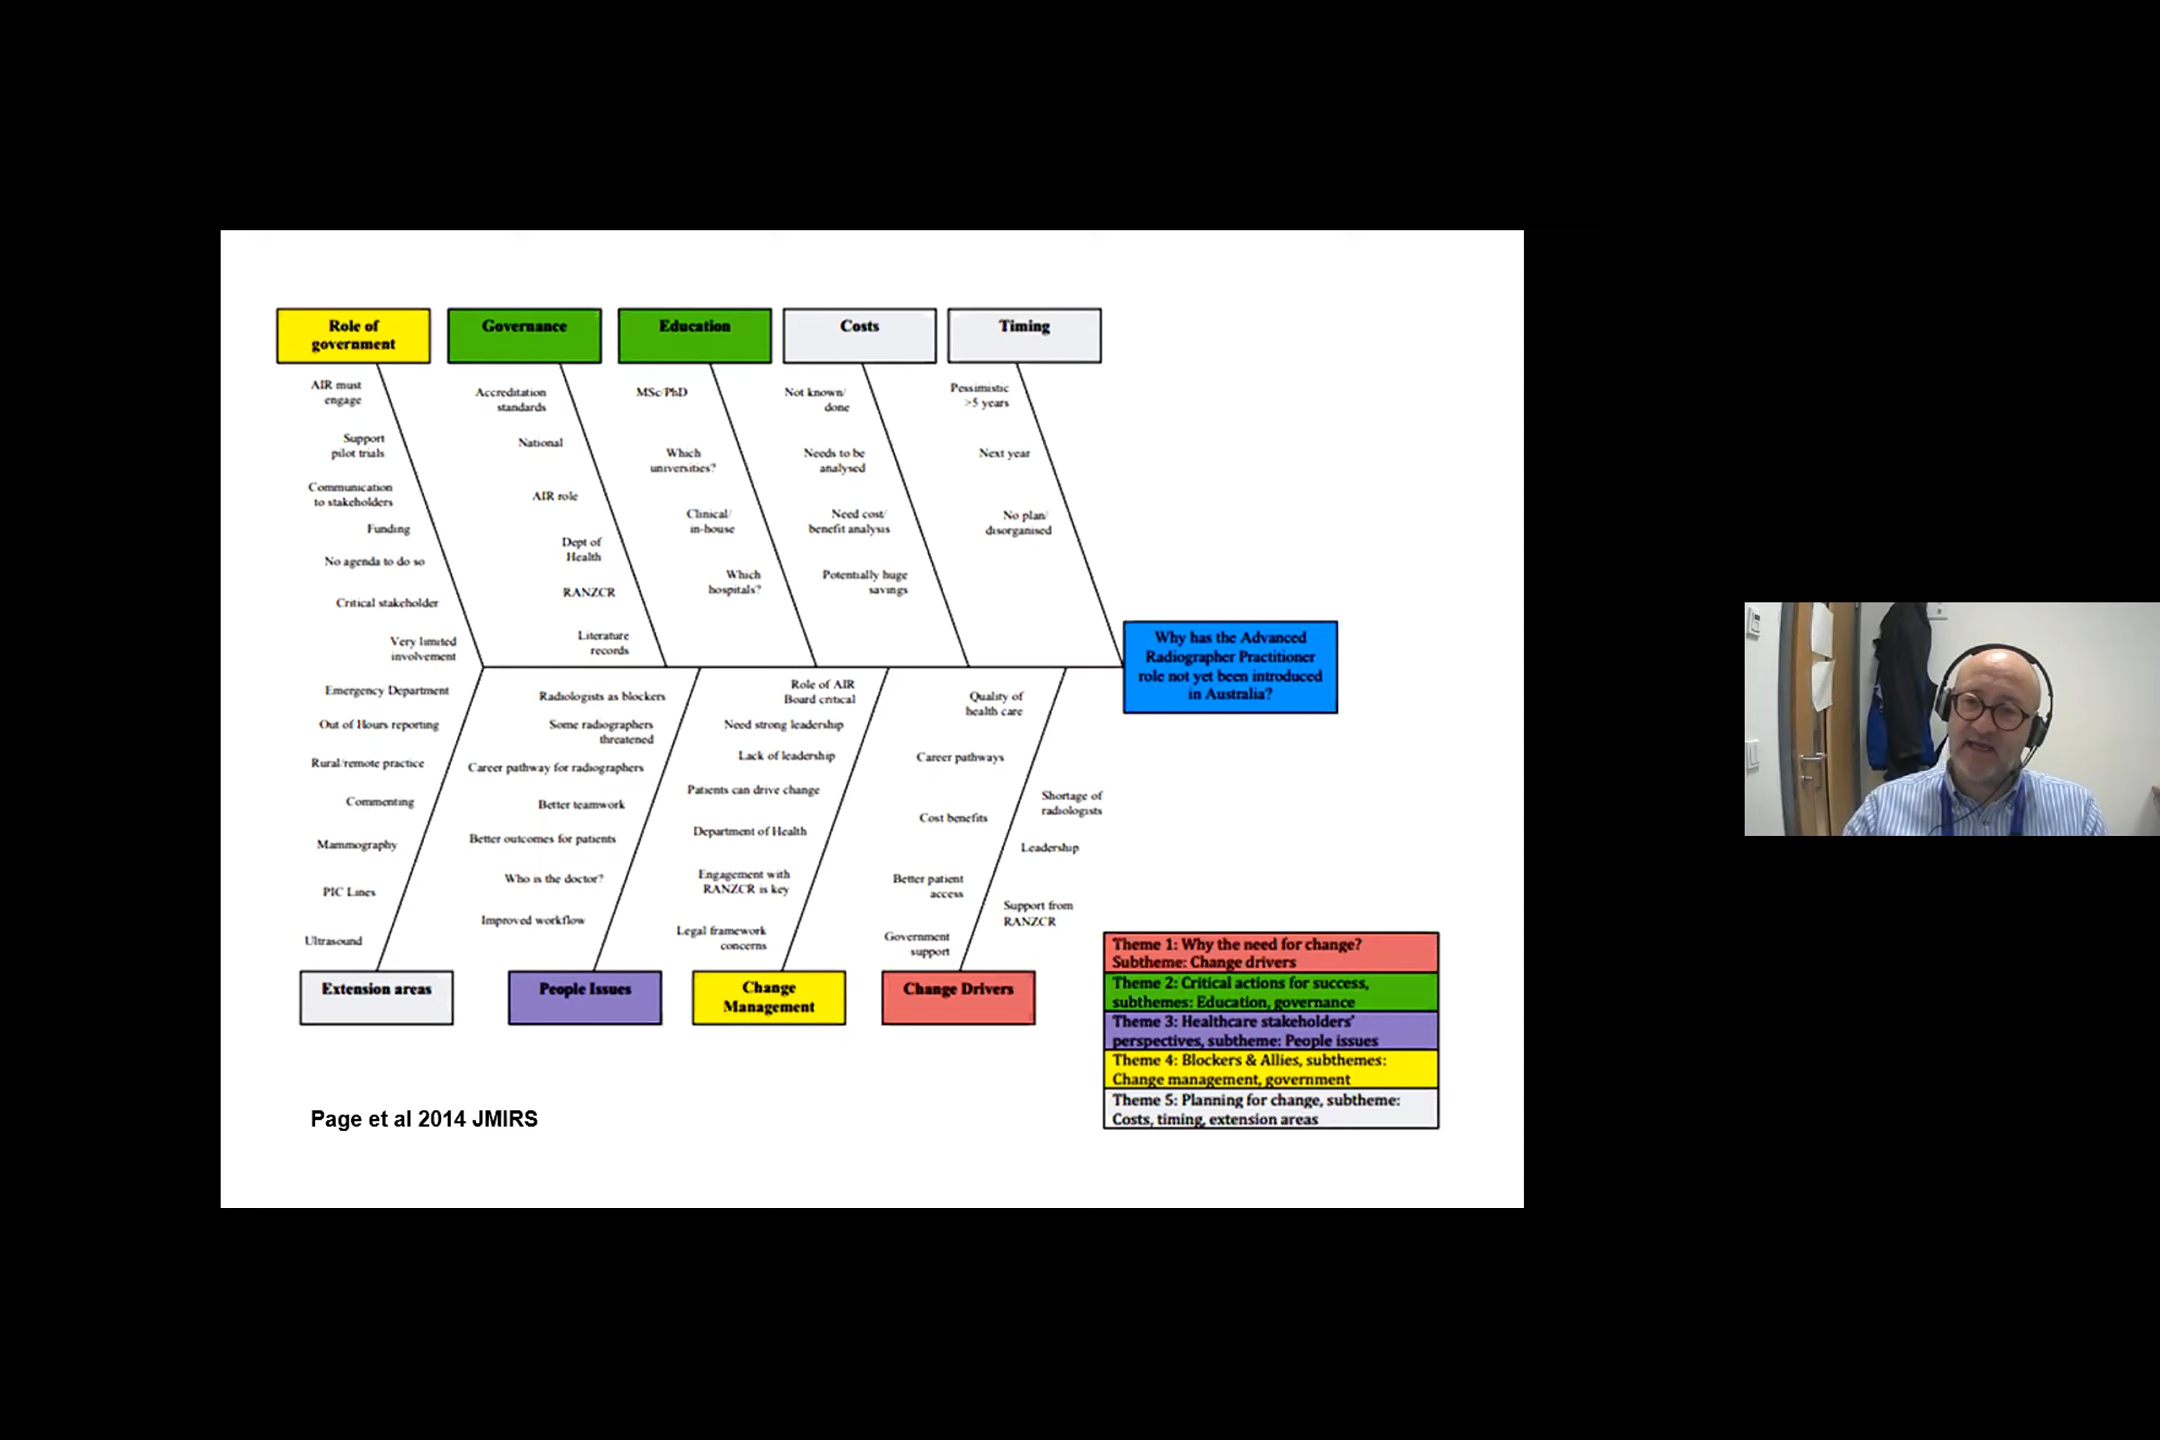 Role of
government
Governance
Education
Costs
Timing
AIR must
engage
Support
pilot trials
Communication
to stakeholders
Funding
No agenda to do so
Critical stakeholder
Very limited
involvement
Accreditation
standards
National
AIR role
Dept of
Health
RANZCR
Literature
records
MSc/PhD
Which
universities?
Clinical/
in-house
Which
hospitals?
Not known/
done
Needs to be
analysed
Need cost/
benefit analysis
Potentially huge
savings
Pessimistic
>5 years
Next year
No plan/
disorganised
Why has the Advanced
Radiographer Practitioner
role not yet been introduced
in Australia?
Emergency Department
Out of Hours reporting
Rural/remote practice
Commenting
Mammography
PIC Lines
Ultrasound
Radiologists as blockers
Some radiographers
threatened
Career pathway for radiographers
Better teamwork
Better outcomes for patients
Who is the doctor?
Improved workflow
Role of AIR
Board critical
Need strong leadership
Lack of leadership
Patients can drive change
Department of Health
Engagement with
RANZCR is key
Legal framework
concerns
Quality of
health care
Career pathways
Cost benefits
Better patient
access
Government
support
Shortage of
radiologists
Leadership
Support from
RANZCR
Extension areas
People Issues
Change
Management
Change Drivers
Theme 1: Why the need for change?
Subtheme: Change drivers
Theme 2: Critical actions for success,
subthemes: Education, governance
Theme 3: Healthcare stakeholders'
perspectives, subtheme: People issues
Theme 4: Blockers & Allies, subthemes:
Change management, government
Theme 5: Planning for change, subtheme:
Costs, timing, extension areas
Page et al 2014 JMIRS